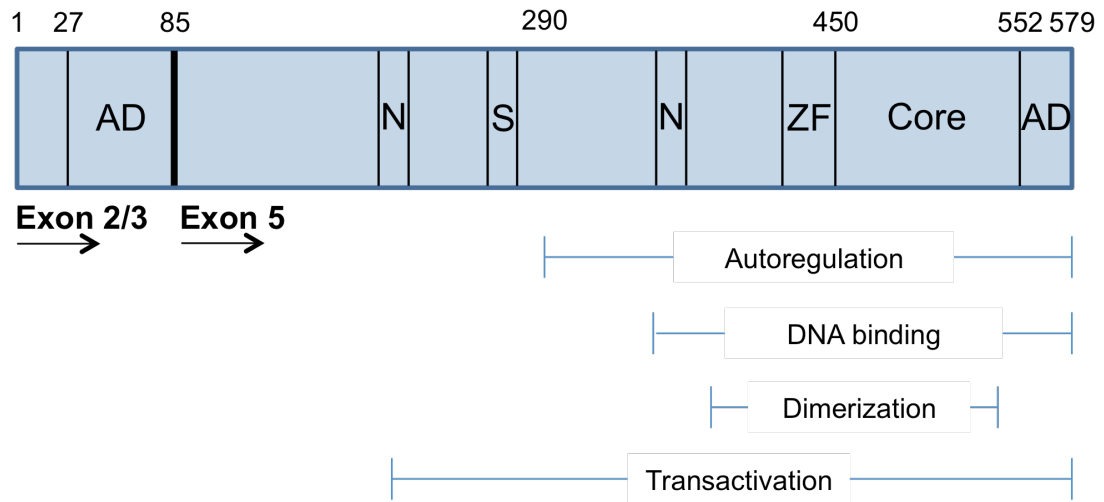 1 27 85 290 450 552 579
AD N S N ZF Core AD
Exon 2/3 Exon 5
Autoregulation
DNA binding
Dimerization
Transactivation